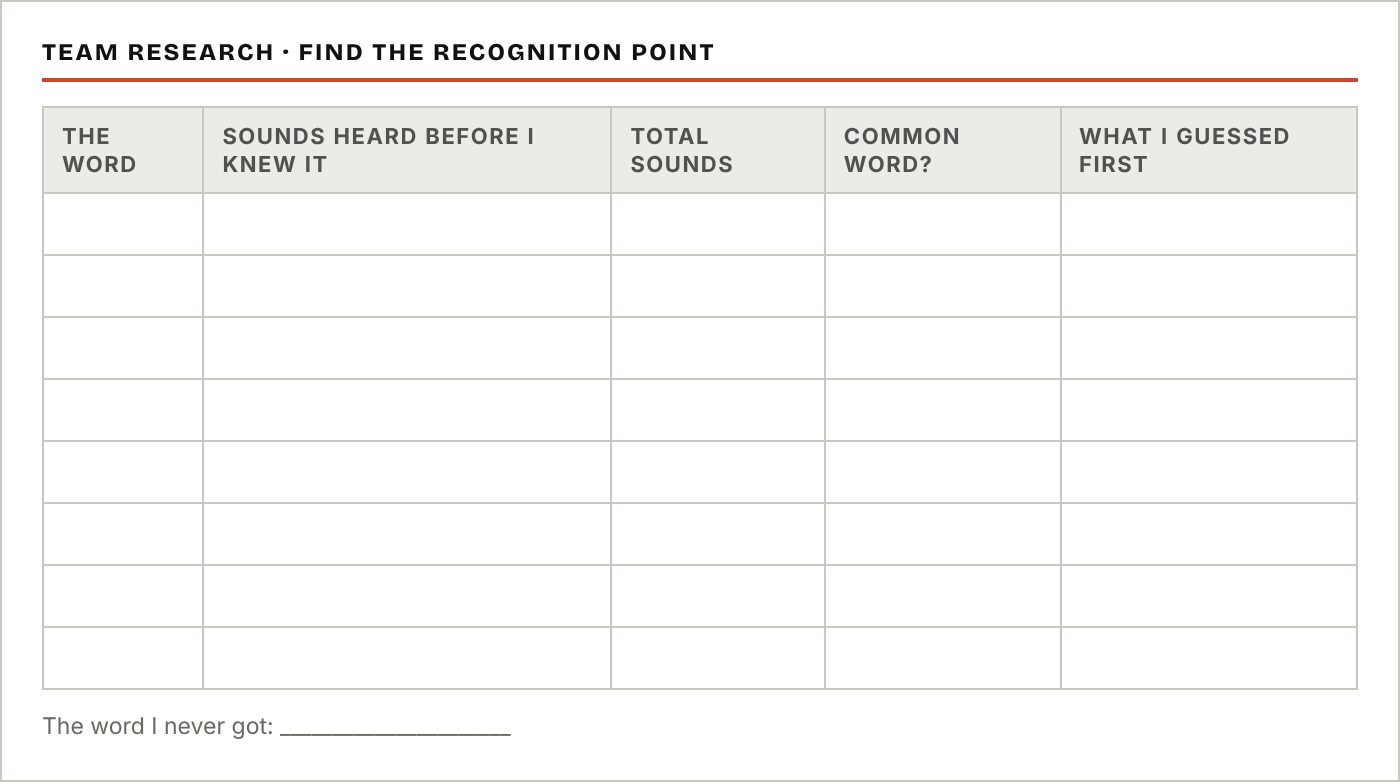 TEAM RESEARCH · FIND THE RECOGNITION POINT
THE WORD
SOUNDS HEARD BEFORE I KNEW IT
TOTAL SOUNDS
COMMON WORD?
WHAT I GUESSED FIRST
The word I never got: ____________________